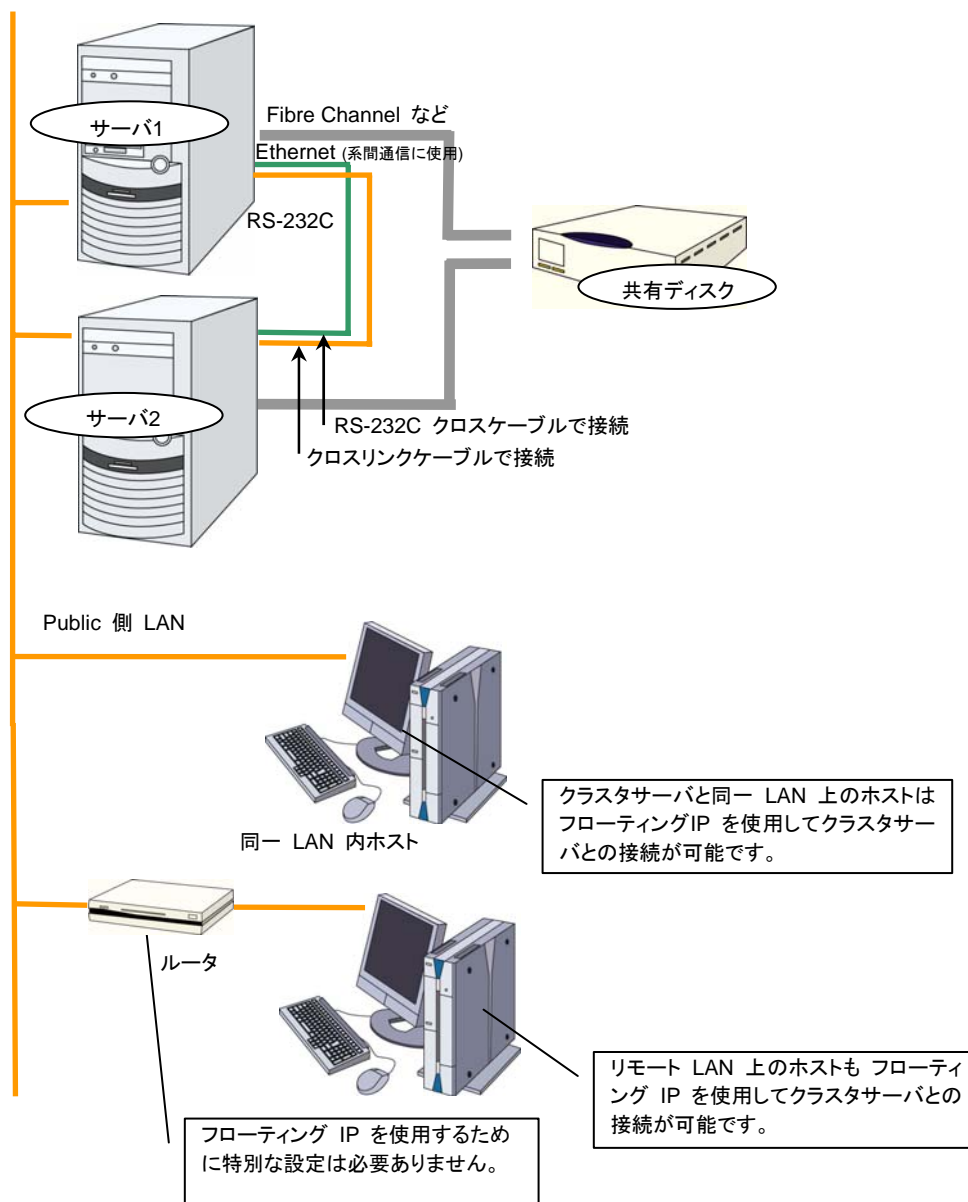 サーバ1
Fibre Channel など
Ethernet (系間通信に使用)
RS-232C
共有ディスク
サーバ2
RS-232C クロスケーブルで接続
クロスリンクケーブルで接続
Public 側 LAN
同一 LAN 内ホスト
クラスタサーバと同一 LAN 上のホストは
フローティングIP を使用してクラスタサー
バとの接続が可能です。
ルータ
リモート LAN 上のホストも フローティ
ング IP を使用してクラスタサーバとの
接続が可能です。
フローティング IP を使用するため
に特別な設定は必要ありません。